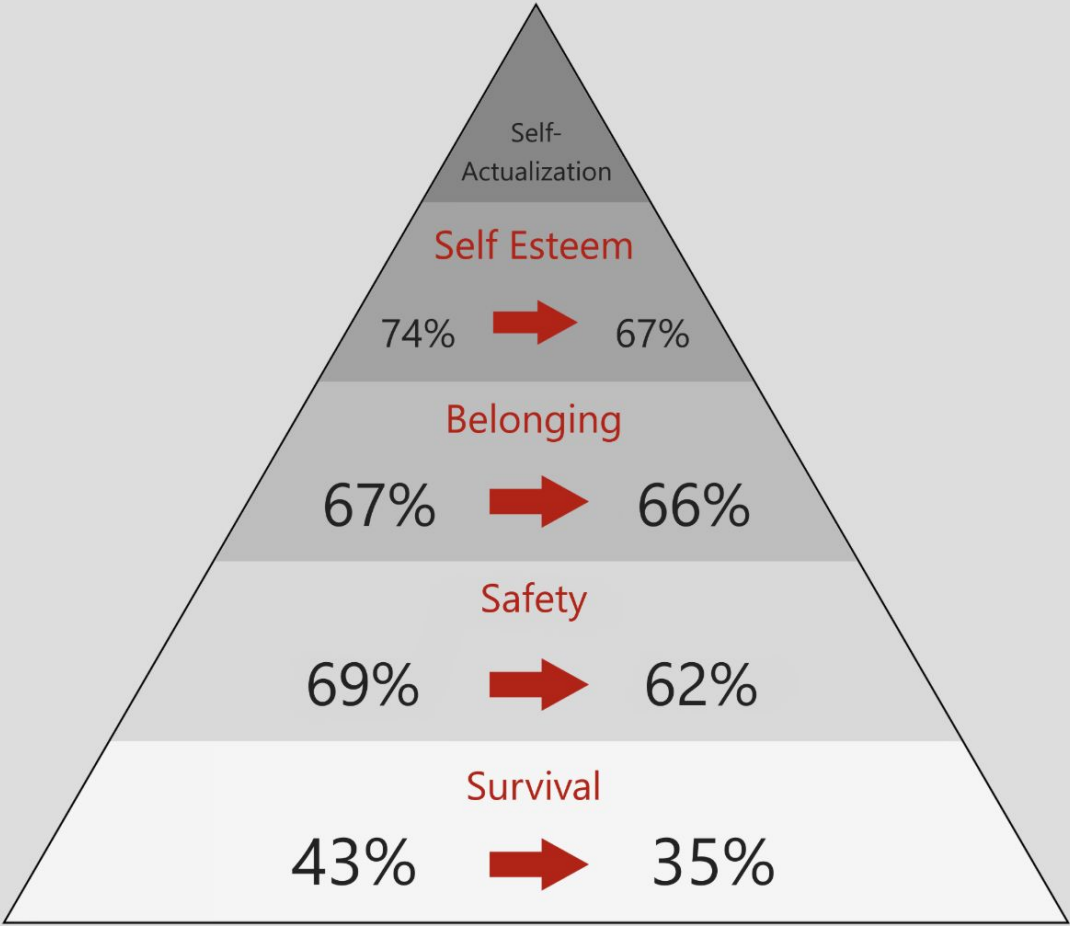 Self-
Actualization
Self Esteem
74% 67%
Belonging
67% 66%
Safety
69% 62%
Survival
43% 35%